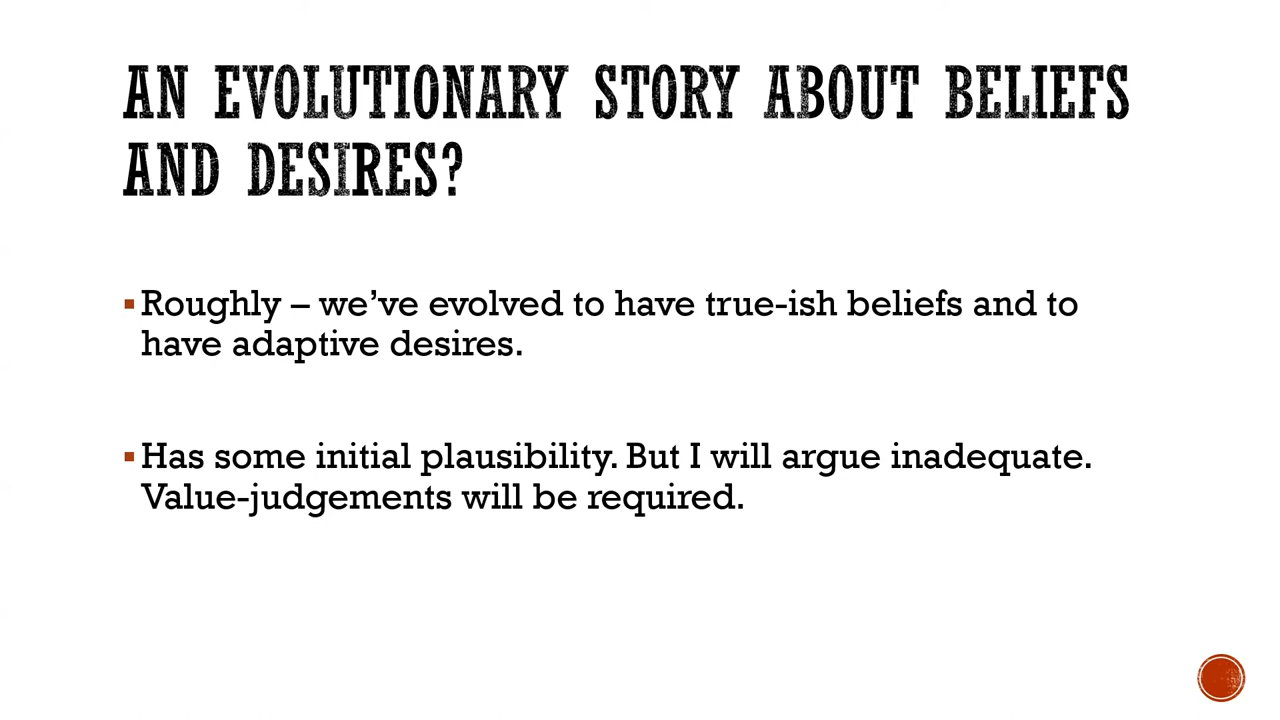 AN EVOLUTIONARY STORY ABOUT BELIEFS
AND DESIRES?
▪Roughly – we’ve evolved to have true-ish beliefs and to
have adaptive desires.
▪Has some initial plausibility. But I will argue inadequate.
Value-judgements will be required.